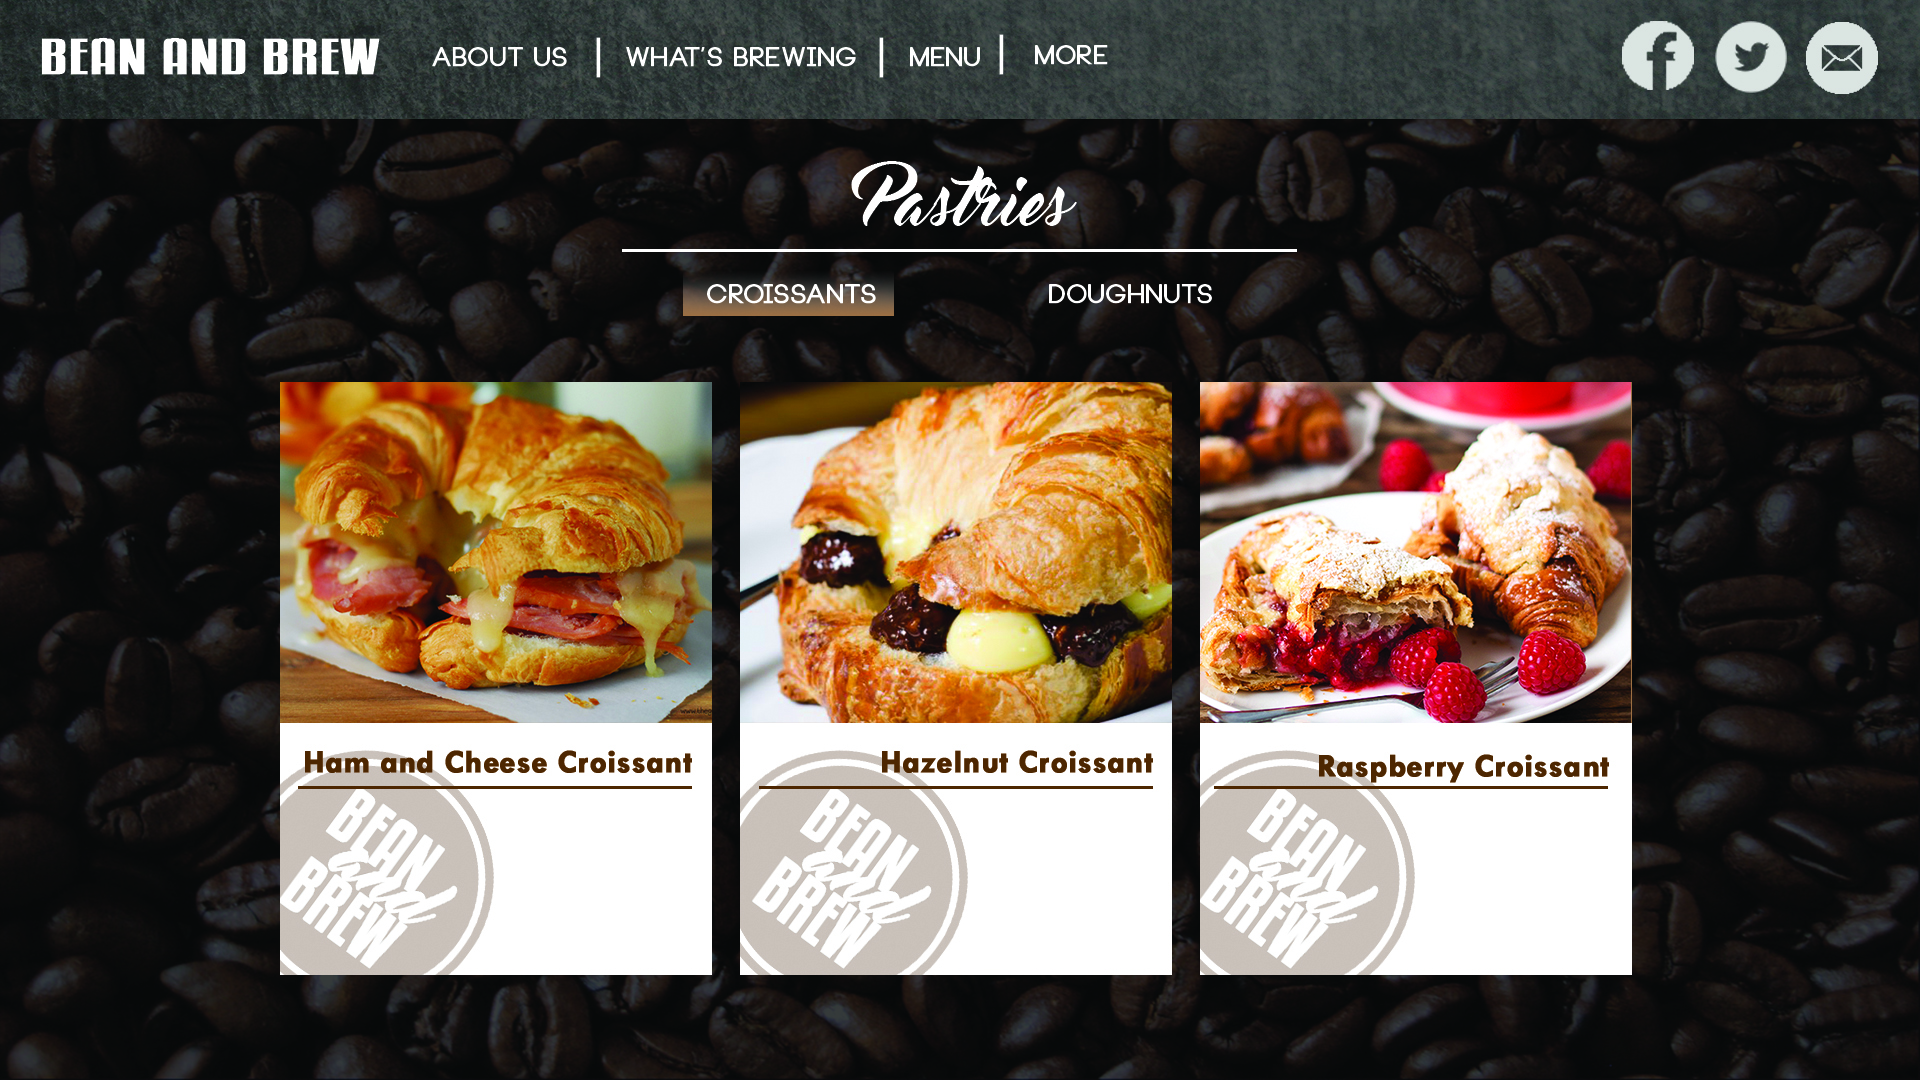 BEAN AND BREW
ABOUT US
WHAT'S BREWING
MENU
MORE
Pastries
CROISSANTS
DOUGHNUTS
Ham and Cheese Croissant
BEAN
and
BREW
Hazelnut Croissant
BEAN
and
BREW
Raspberry Croissant
BEAN
and
BREW